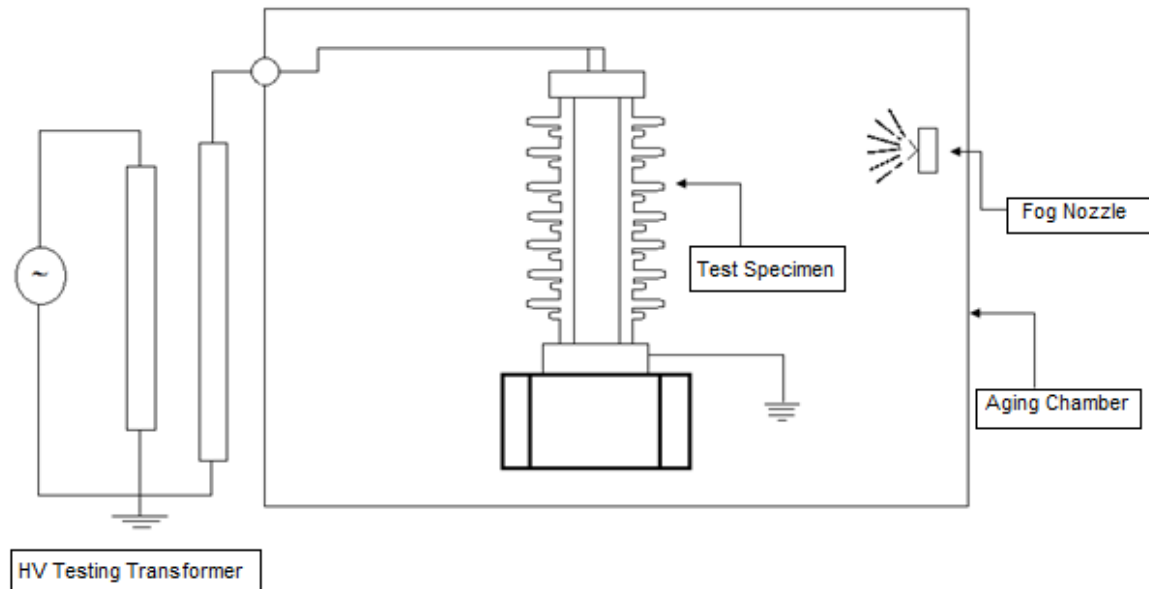 ~
Fog Nozzle
Test Specimen
Aging Chamber
HV Testing Transformer